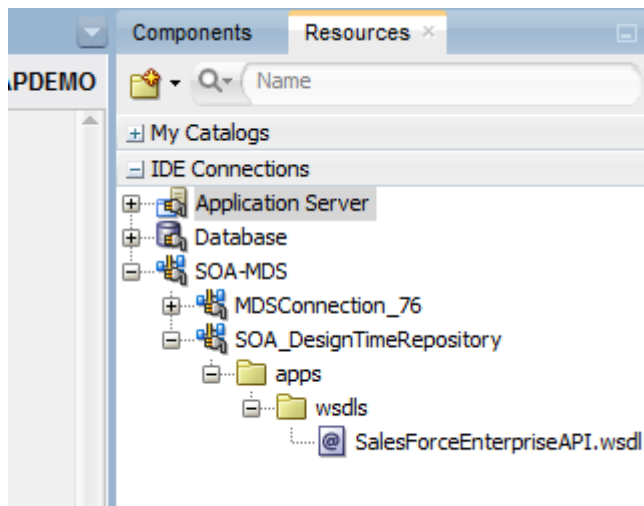 Components Resources
APDEMO
Name
My Catalogs
IDE Connections
Application Server
Database
SOA-MDS
MDSConnection_76
SOA_DesignTimeRepository
apps
wsdls
SalesForceEnterpriseAPI.wsdl